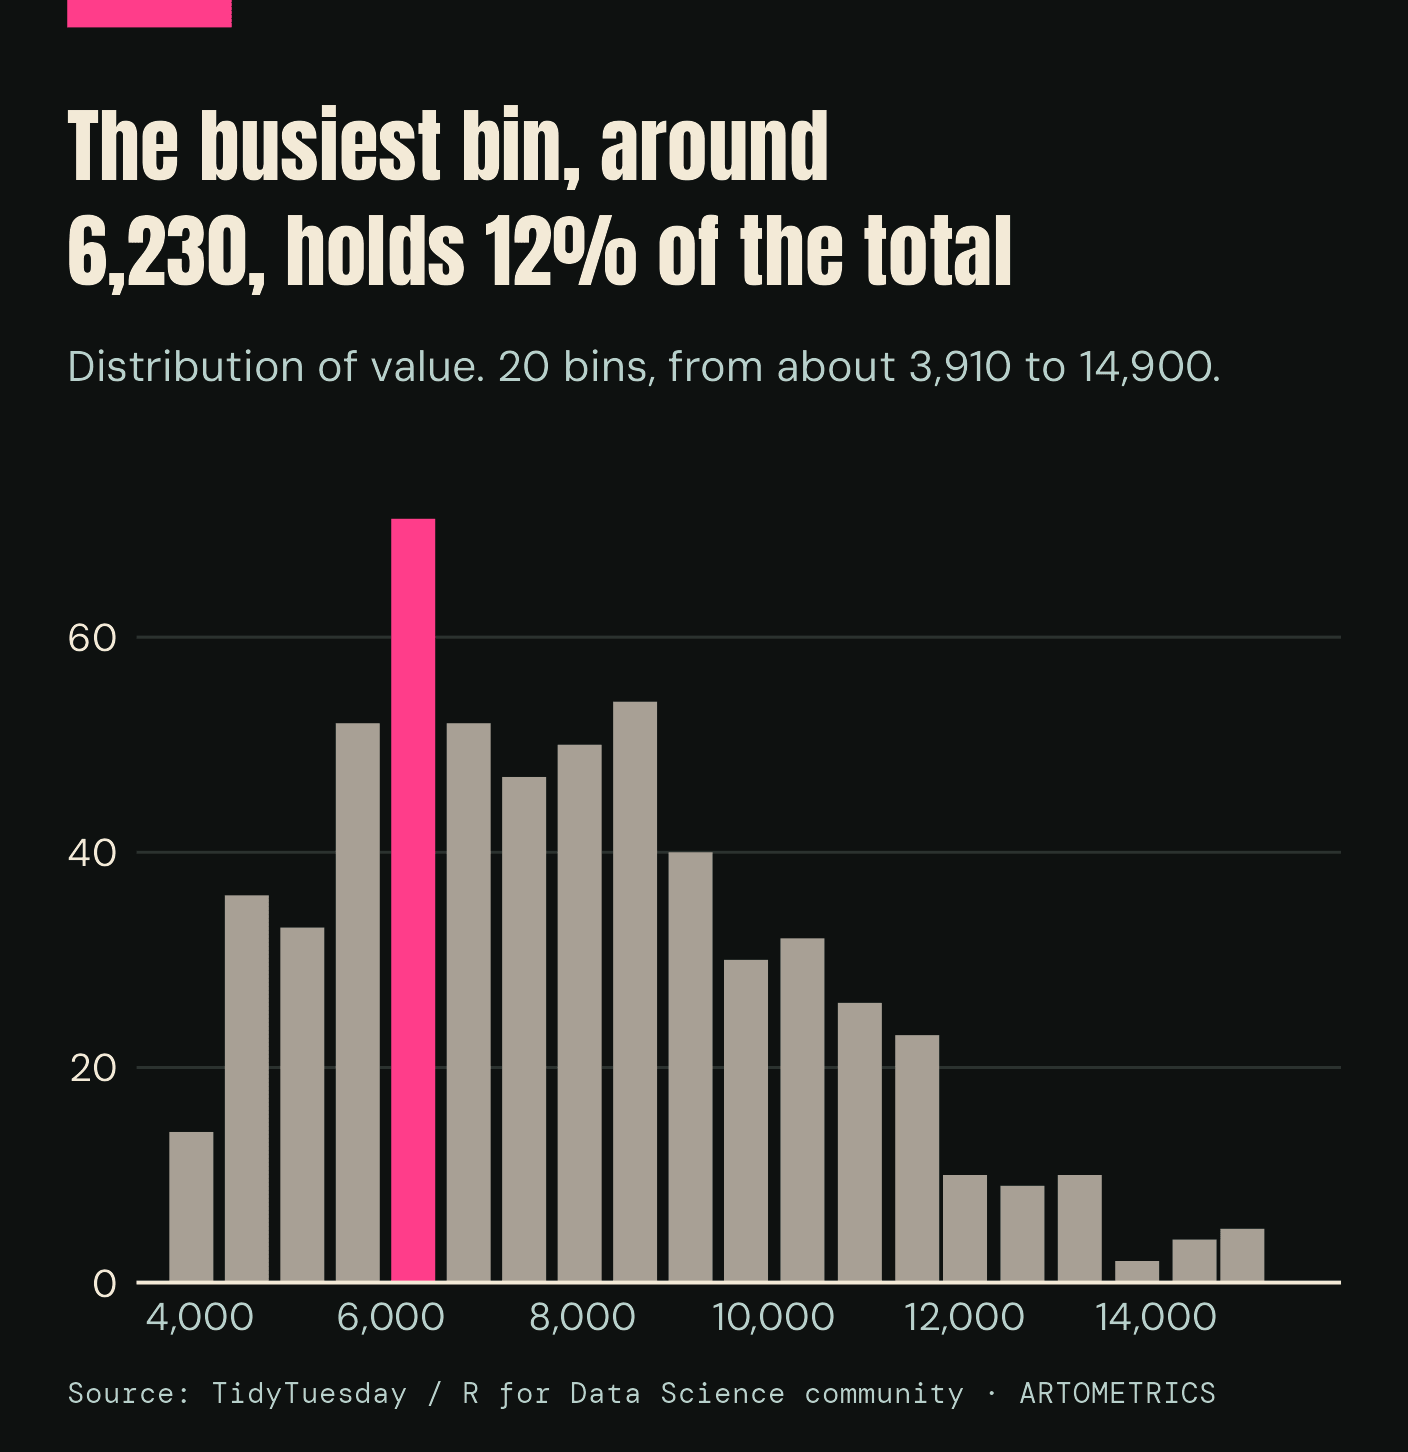 The busiest bin, around
6,230, holds 12% of the total
Distribution of value. 20 bins, from about 3,910 to 14,900.
60
40
20
0
4,000 6,000 8,000 10,000 12,000 14,000
Source: TidyTuesday / R for Data Science community · ARTOMETRICS